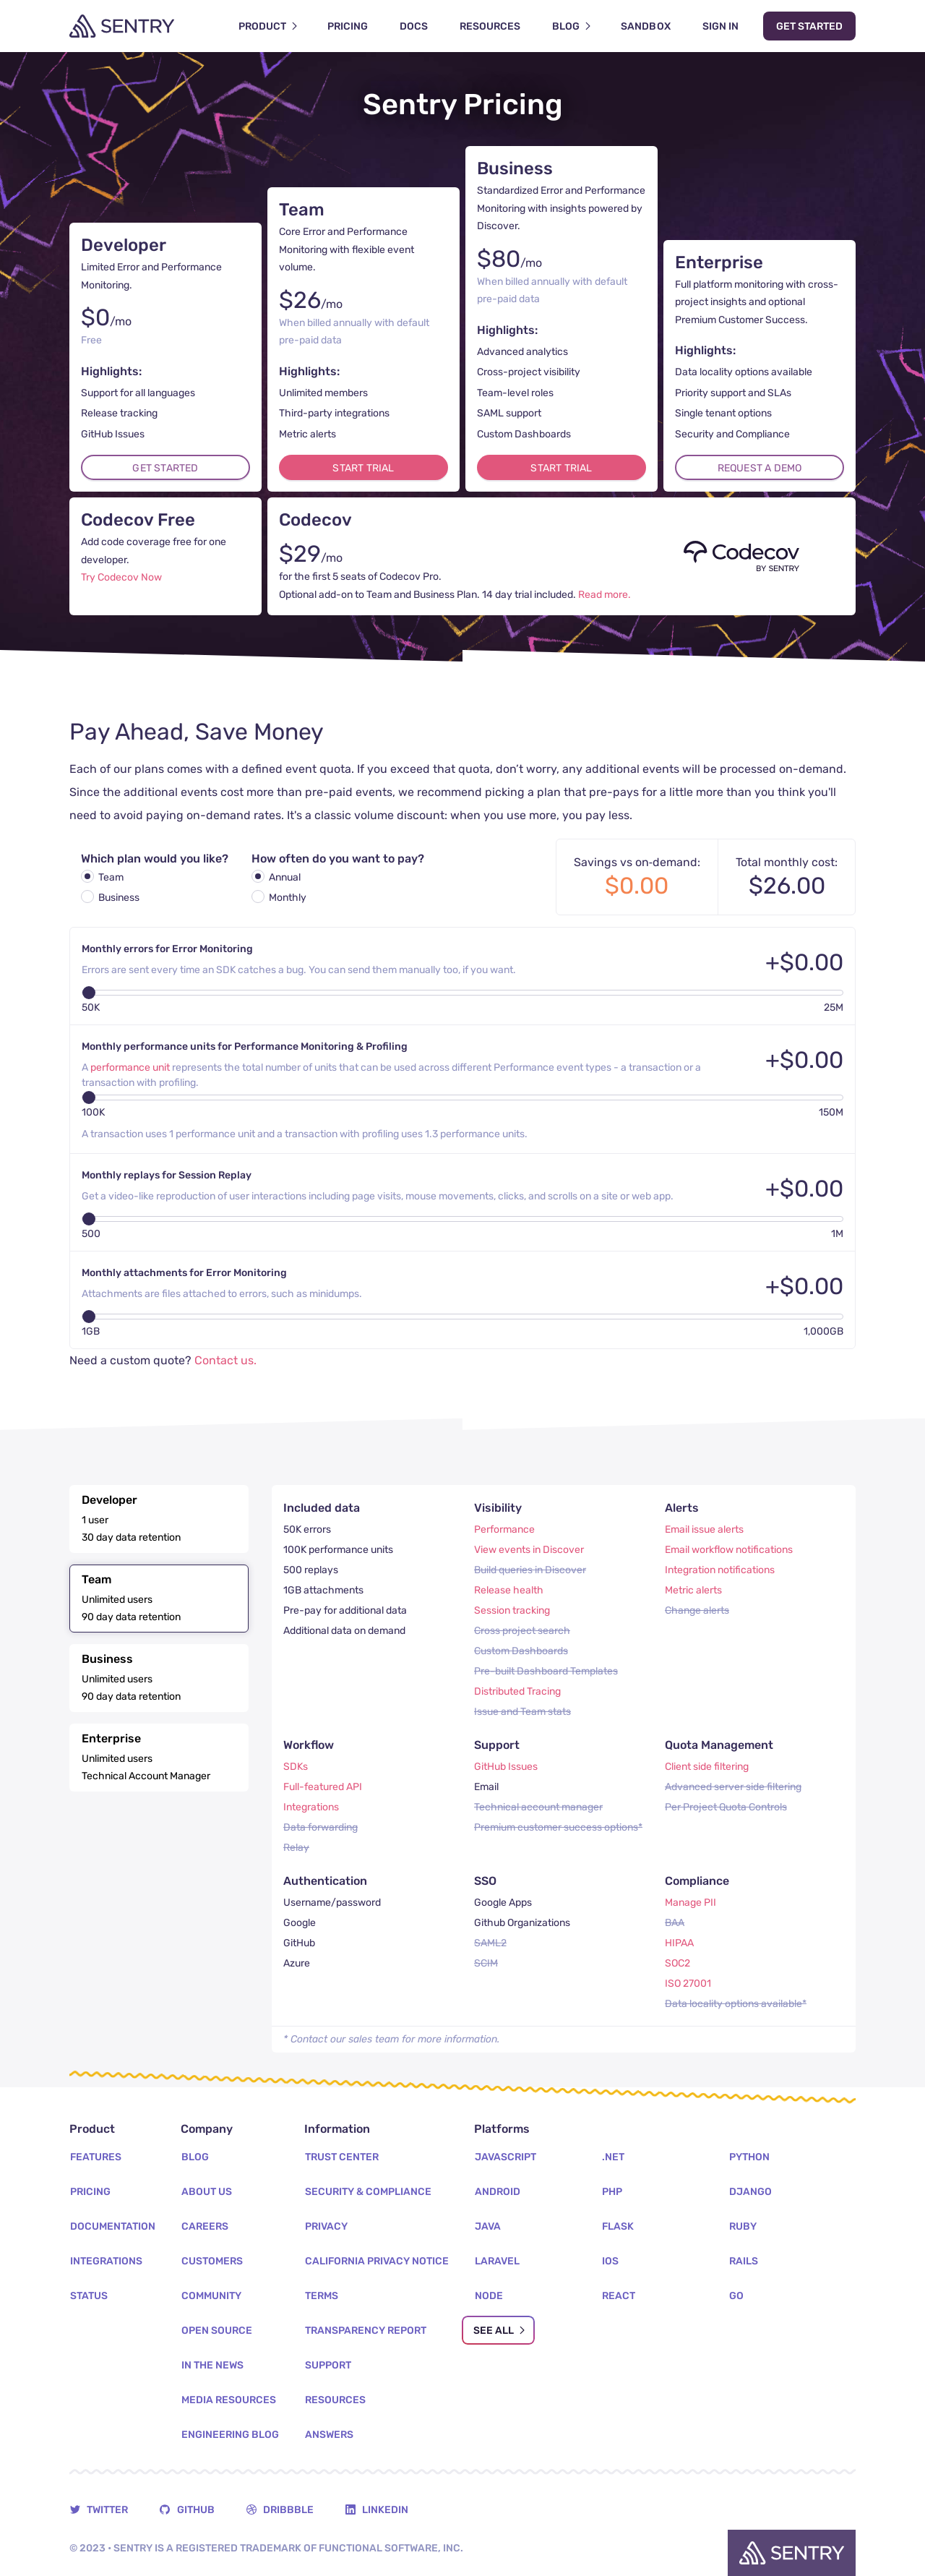 SENTRY
PRODUCT
PRICING
DOCS
RESOURCES
BLOG
SANDBOX
SIGN IN
GET STARTED
Sentry Pricing
Developer
Limited Error and Performance
Monitoring.
$0/mo
Free
Highlights:
Support for all languages
Release tracking
GitHub Issues
GET STARTED
Team
Core Error and Performance
Monitoring with flexible event
volume.
$26/mo
When billed annually with default
pre-paid data
Highlights:
Unlimited members
Third-party integrations
Metric alerts
START TRIAL
Business
Standardized Error and Performance
Monitoring with insights powered by
Discover.
$80/mo
When billed annually with default
pre-paid data
Highlights:
Advanced analytics
Cross-project visibility
Team-level roles
SAML support
Custom Dashboards
START TRIAL
Enterprise
Full platform monitoring with cross-
project insights and optional
Premium Customer Success.
Highlights:
Data locality options available
Priority support and SLAs
Single tenant options
Security and Compliance
REQUEST A DEMO
Codecov Free
Add code coverage free for one
developer.
Try Codecov Now
Codecov
$29/mo
for the first 5 seats of Codecov Pro.
Optional add-on to Team and Business Plan. 14 day trial included. Read more.
Codecov
BY SENTRY
Pay Ahead, Save Money
Each of our plans comes with a defined event quota. If you exceed that quota, don’t worry, any additional events will be processed on-demand.
Since the additional events cost more than pre-paid events, we recommend picking a plan that pre-pays for a little more than you think you'll
need to avoid paying on-demand rates. It's a classic volume discount: when you use more, you pay less.
Which plan would you like?
Team
Business
How often do you want to pay?
Annual
Monthly
Savings vs on-demand:
$0.00
Total monthly cost:
$26.00
Monthly errors for Error Monitoring
Errors are sent every time an SDK catches a bug. You can send them manually too, if you want.
+$0.00
50K
25M
Monthly performance units for Performance Monitoring & Profiling
A performance unit represents the total number of units that can be used across different Performance event types - a transaction or a
transaction with profiling.
+$0.00
100K
150M
A transaction uses 1 performance unit and a transaction with profiling uses 1.3 performance units.
Monthly replays for Session Replay
Get a video-like reproduction of user interactions including page visits, mouse movements, clicks, and scrolls on a site or web app.
+$0.00
500
1M
Monthly attachments for Error Monitoring
Attachments are files attached to errors, such as minidumps.
+$0.00
1GB
1,000GB
Need a custom quote? Contact us.
Developer
1 user
30 day data retention
Team
Unlimited users
90 day data retention
Business
Unlimited users
90 day data retention
Enterprise
Unlimited users
Technical Account Manager
Included data
50K errors
100K performance units
500 replays
1GB attachments
Pre-pay for additional data
Additional data on demand
Visibility
Performance
View events in Discover
Build queries in Discover
Release health
Session tracking
Cross project search
Custom Dashboards
Pre-built Dashboard Templates
Distributed Tracing
Issue and Team stats
Alerts
Email issue alerts
Email workflow notifications
Integration notifications
Metric alerts
Change alerts
Workflow
SDKs
Full-featured API
Integrations
Data forwarding
Relay
Support
GitHub Issues
Email
Technical account manager
Premium customer success options*
Quota Management
Client side filtering
Advanced server side filtering
Per Project Quota Controls
Authentication
Username/password
Google
GitHub
Azure
SSO
Google Apps
Github Organizations
SAML2
SCIM
Compliance
Manage PII
BAA
HIPAA
SOC2
ISO 27001
Data locality options available*
* Contact our sales team for more information.
Product
FEATURES
PRICING
DOCUMENTATION
INTEGRATIONS
STATUS
Company
BLOG
ABOUT US
CAREERS
CUSTOMERS
COMMUNITY
OPEN SOURCE
IN THE NEWS
MEDIA RESOURCES
ENGINEERING BLOG
Information
TRUST CENTER
SECURITY & COMPLIANCE
PRIVACY
CALIFORNIA PRIVACY NOTICE
TERMS
TRANSPARENCY REPORT
SUPPORT
RESOURCES
ANSWERS
Platforms
JAVASCRIPT
ANDROID
JAVA
LARAVEL
NODE
SEE ALL
.NET
PHP
FLASK
IOS
REACT
PYTHON
DJANGO
RUBY
RAILS
GO
TWITTER
GITHUB
DRIBBBLE
LINKEDIN
© 2023 • SENTRY IS A REGISTERED TRADEMARK OF FUNCTIONAL SOFTWARE, INC.
SENTRY